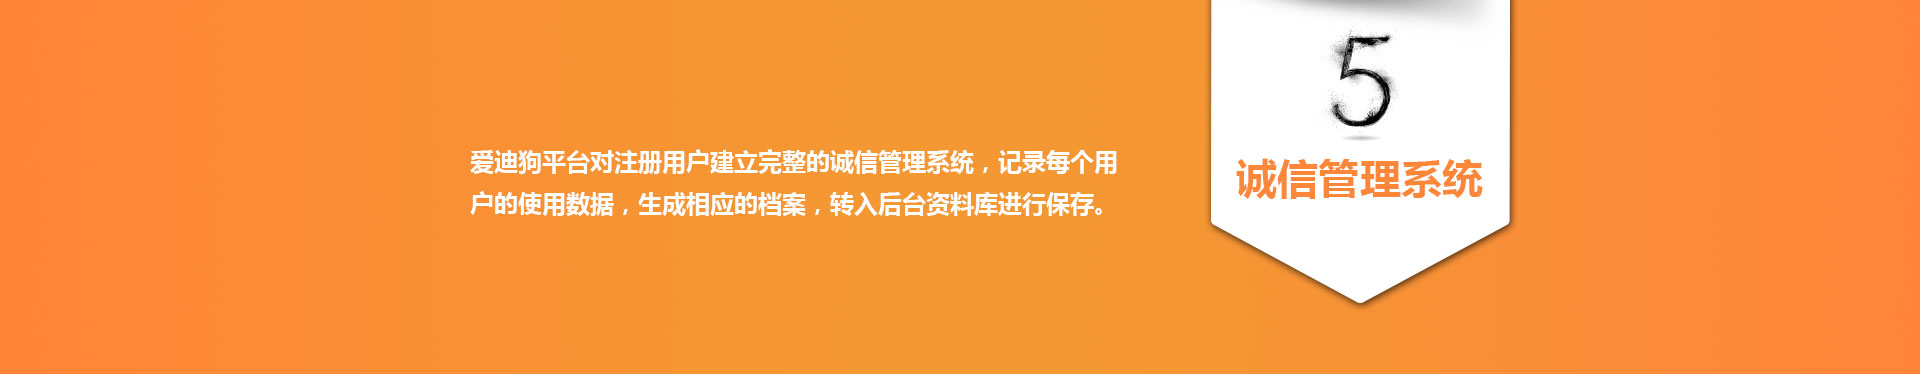 爱迪狗平台对注册用户建立完整的诚信管理系统，记录每个用
户的使用数据，生成相应的档案，转入后台资料库进行保存。
5
诚信管理系统